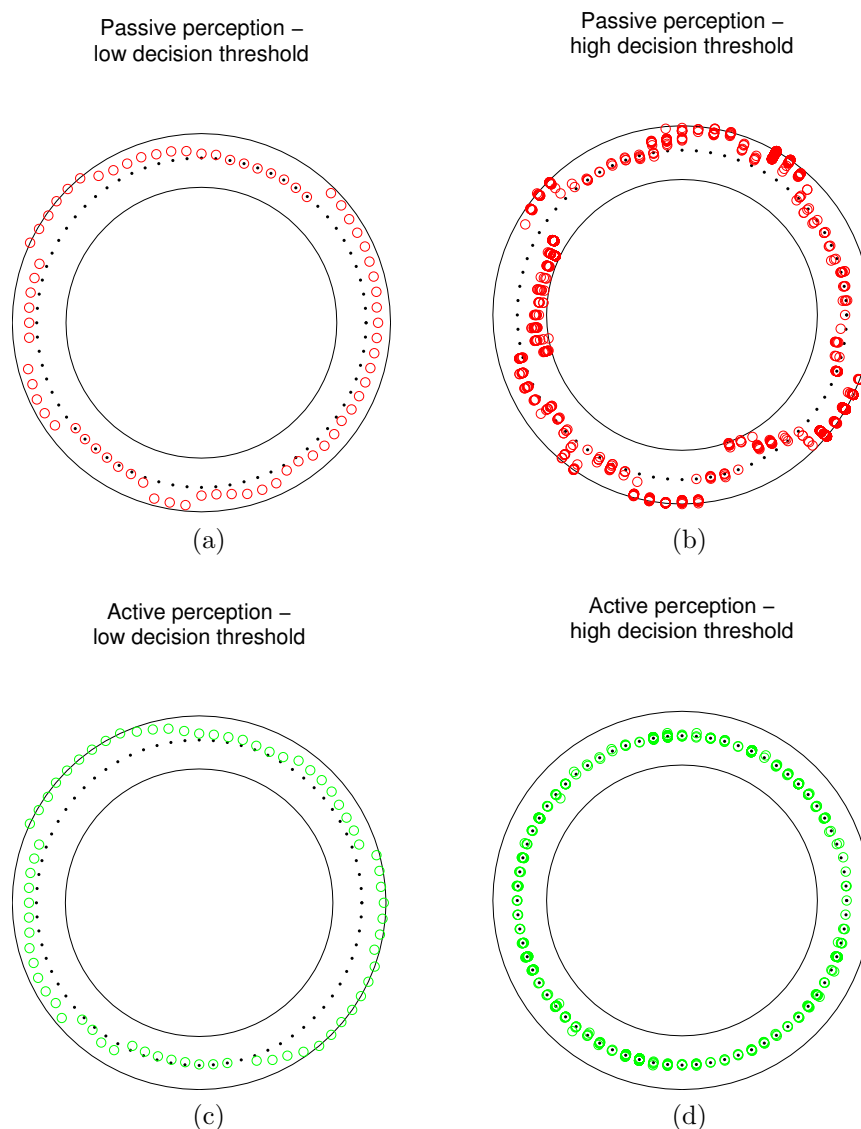 Passive perception –
low decision threshold
Passive perception –
high decision threshold
(a)
(b)
Active perception –
low decision threshold
Active perception –
high decision threshold
(c)
(d)